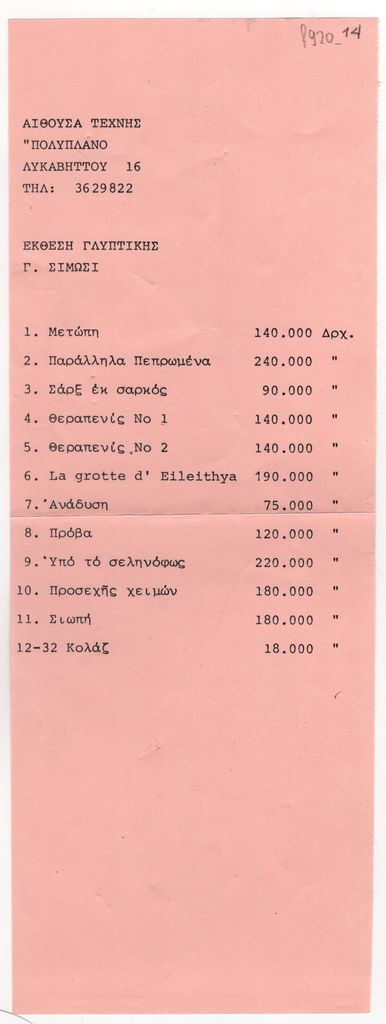 f920_14
ΑΙΘΟΥΣΑ ΤΕΧΝΗΣ
"ΠΟΛΥΠΛΑΝΟ
ΛΥΚΑΒΗΤΤΟΥ 16
ΤΗΛ: 3629822
ΕΚΘΕΣΗ ΓΛΥΠΤΙΚΗΣ
Γ. ΣΙΜΩΣΙ
1. Μετώπη 140.000 Δρχ.
2. Παράλληλα Πεπρωμένα 240.000 "
3. Σάρξ ἐκ σαρκός 90.000 "
4. Θεραπενίς Νο 1 140.000 "
5. Θεραπενίς Νο 2 140.000 "
6. La grotte d' Eileithya 190.000 "
7. Ἀνάδυση 75.000 "
8. Πρόβα 120.000 "
9. Ὑπό τό σεληνόφως 220.000 "
10. Προσεχῆς χειμών 180.000 "
11. Σιωπή 180.000 "
12-32 Κολάζ 18.000 "